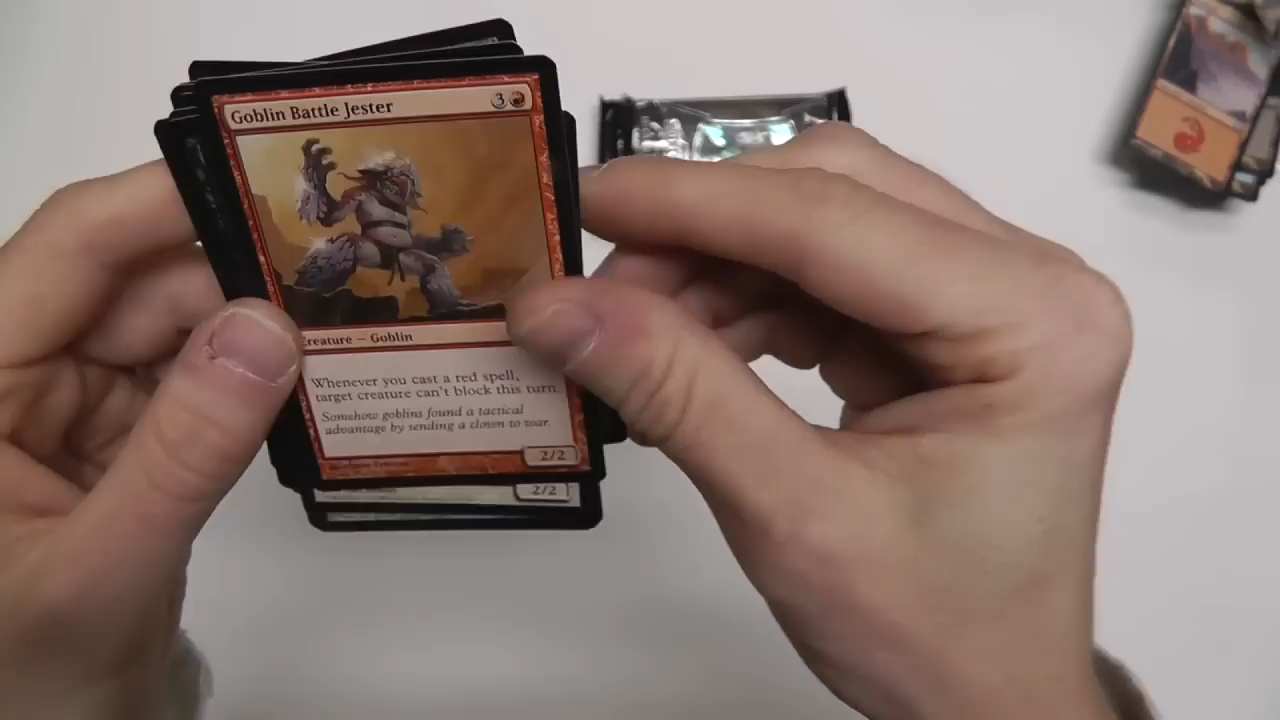 Goblin Battle Jester
3
Creature — Goblin
Whenever you cast a red spell,
target creature can't block this turn.
Somehow goblins found a tactical
advantage by sending a clown to war.
2/2
2/2